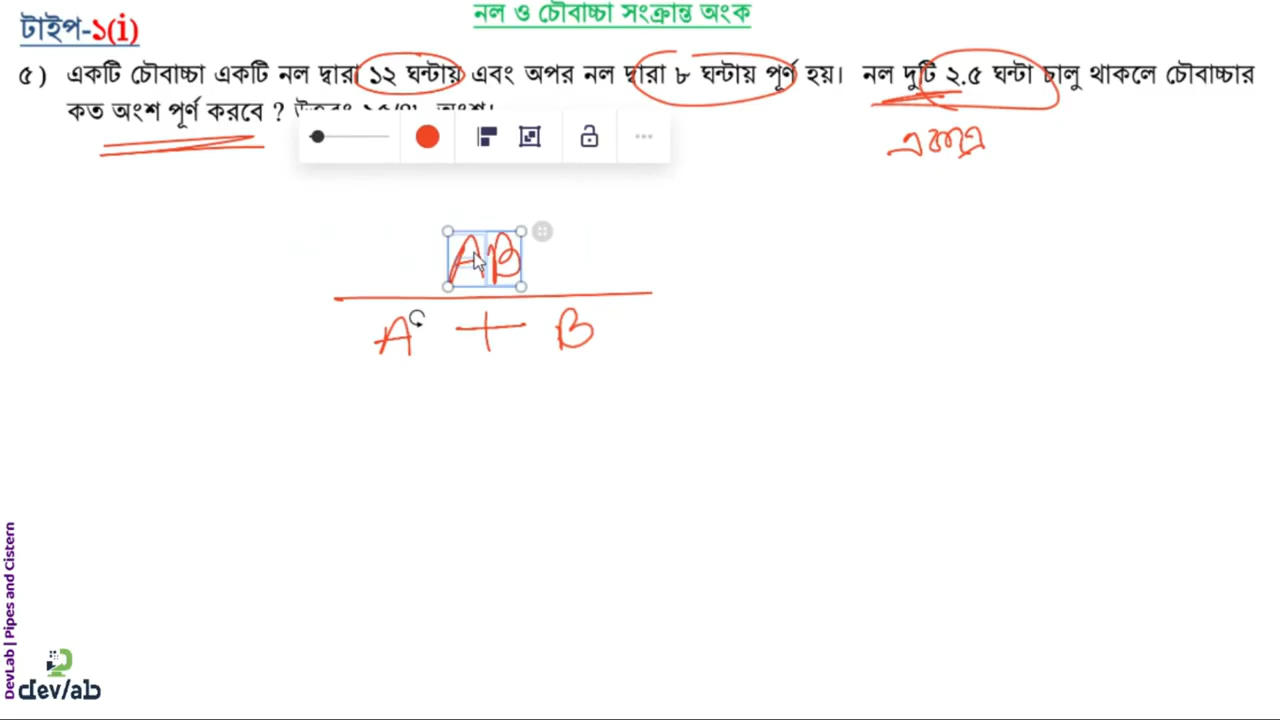 নল ও চৌবাচ্চা সংক্রান্ত অংক
টাইপ-১(i)
৫) একটি চৌবাচ্চা একটি নল দ্বারা ১২ ঘন্টায় এবং অপর নল দ্বারা ৮ ঘন্টায় পূর্ণ হয়। নল দুটি ২.৫ ঘন্টা চালু থাকলে চৌবাচ্চার
কত অংশ পূর্ণ করবে ?
একত্রে
AB
A + B
DevLab | Pipes and Cistern
dev/ab